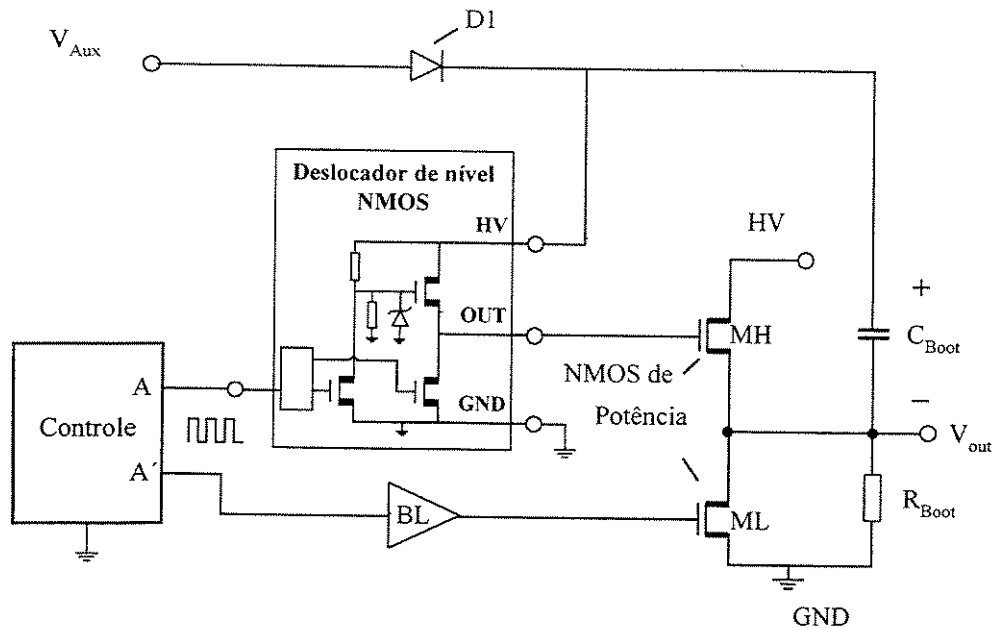 D1
V_Aux
Deslocador de nível
NMOS
HV
HV
+
OUT
MH
C_Boot
A
NMOS de
Potência
GND
−
V_out
Controle
A´
BL
ML
R_Boot
GND